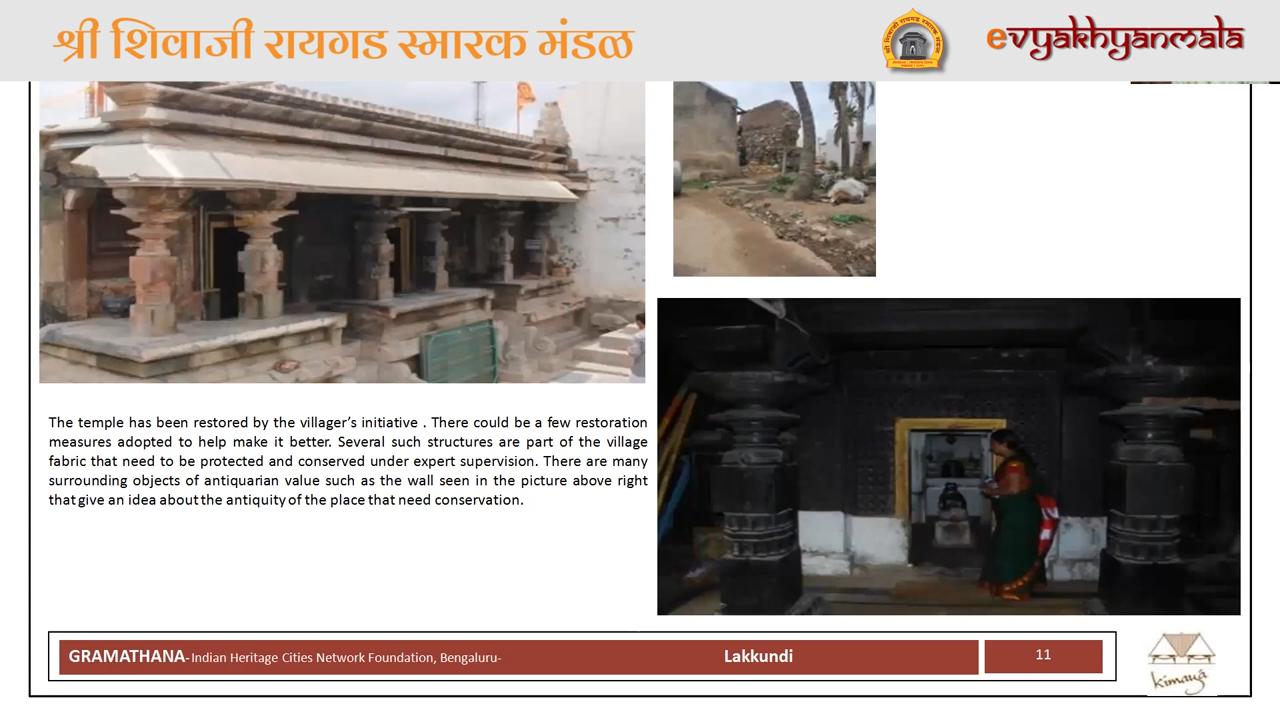 श्री शिवाजी रायगड स्मारक मंडळ
evyakhyanmala
The temple has been restored by the villager's initiative . There could be a few restoration
measures adopted to help make it better. Several such structures are part of the village
fabric that need to be protected and conserved under expert supervision. There are many
surrounding objects of antiquarian value such as the wall seen in the picture above right
that give an idea about the antiquity of the place that need conservation.
GRAMATHANA- Indian Heritage Cities Network Foundation, Bengaluru-
Lakkundi
11
kimayā